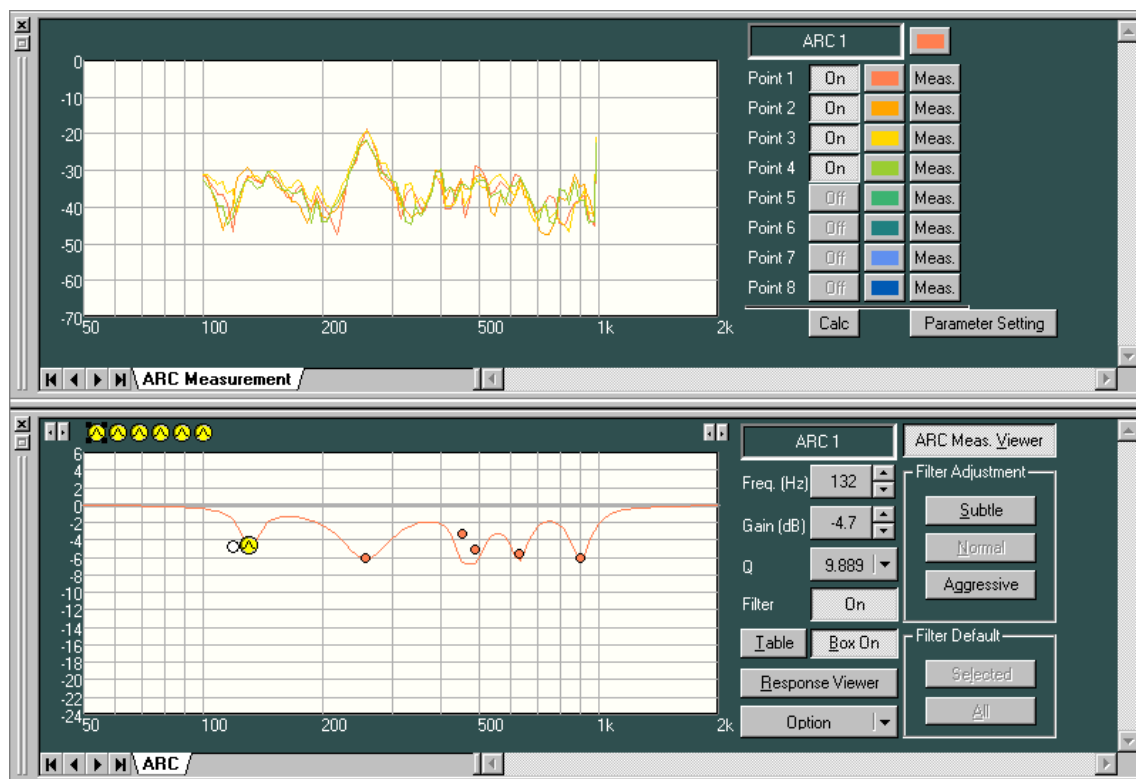 ARC 1
0
-10
-20
-30
-40
-50
-60
-70
50 100 200 500 1k 2k
Point 1 On Meas.
Point 2 On Meas.
Point 3 On Meas.
Point 4 On Meas.
Point 5 Off Meas.
Point 6 Off Meas.
Point 7 Off Meas.
Point 8 Off Meas.
Calc Parameter Setting
ARC Measurement
ARC 1 ARC Meas. Viewer
6
4
2
0
-2
-4
-6
-8
-10
-12
-14
-16
-18
-20
-22
-24
50 100 200 500 1k 2k
Freq. (Hz) 132
Gain (dB) -4.7
Q 9.889
Filter On
Table Box On
Response Viewer
Option
Filter Adjustment
Subtle
Normal
Aggressive
Filter Default
Selected
All
ARC